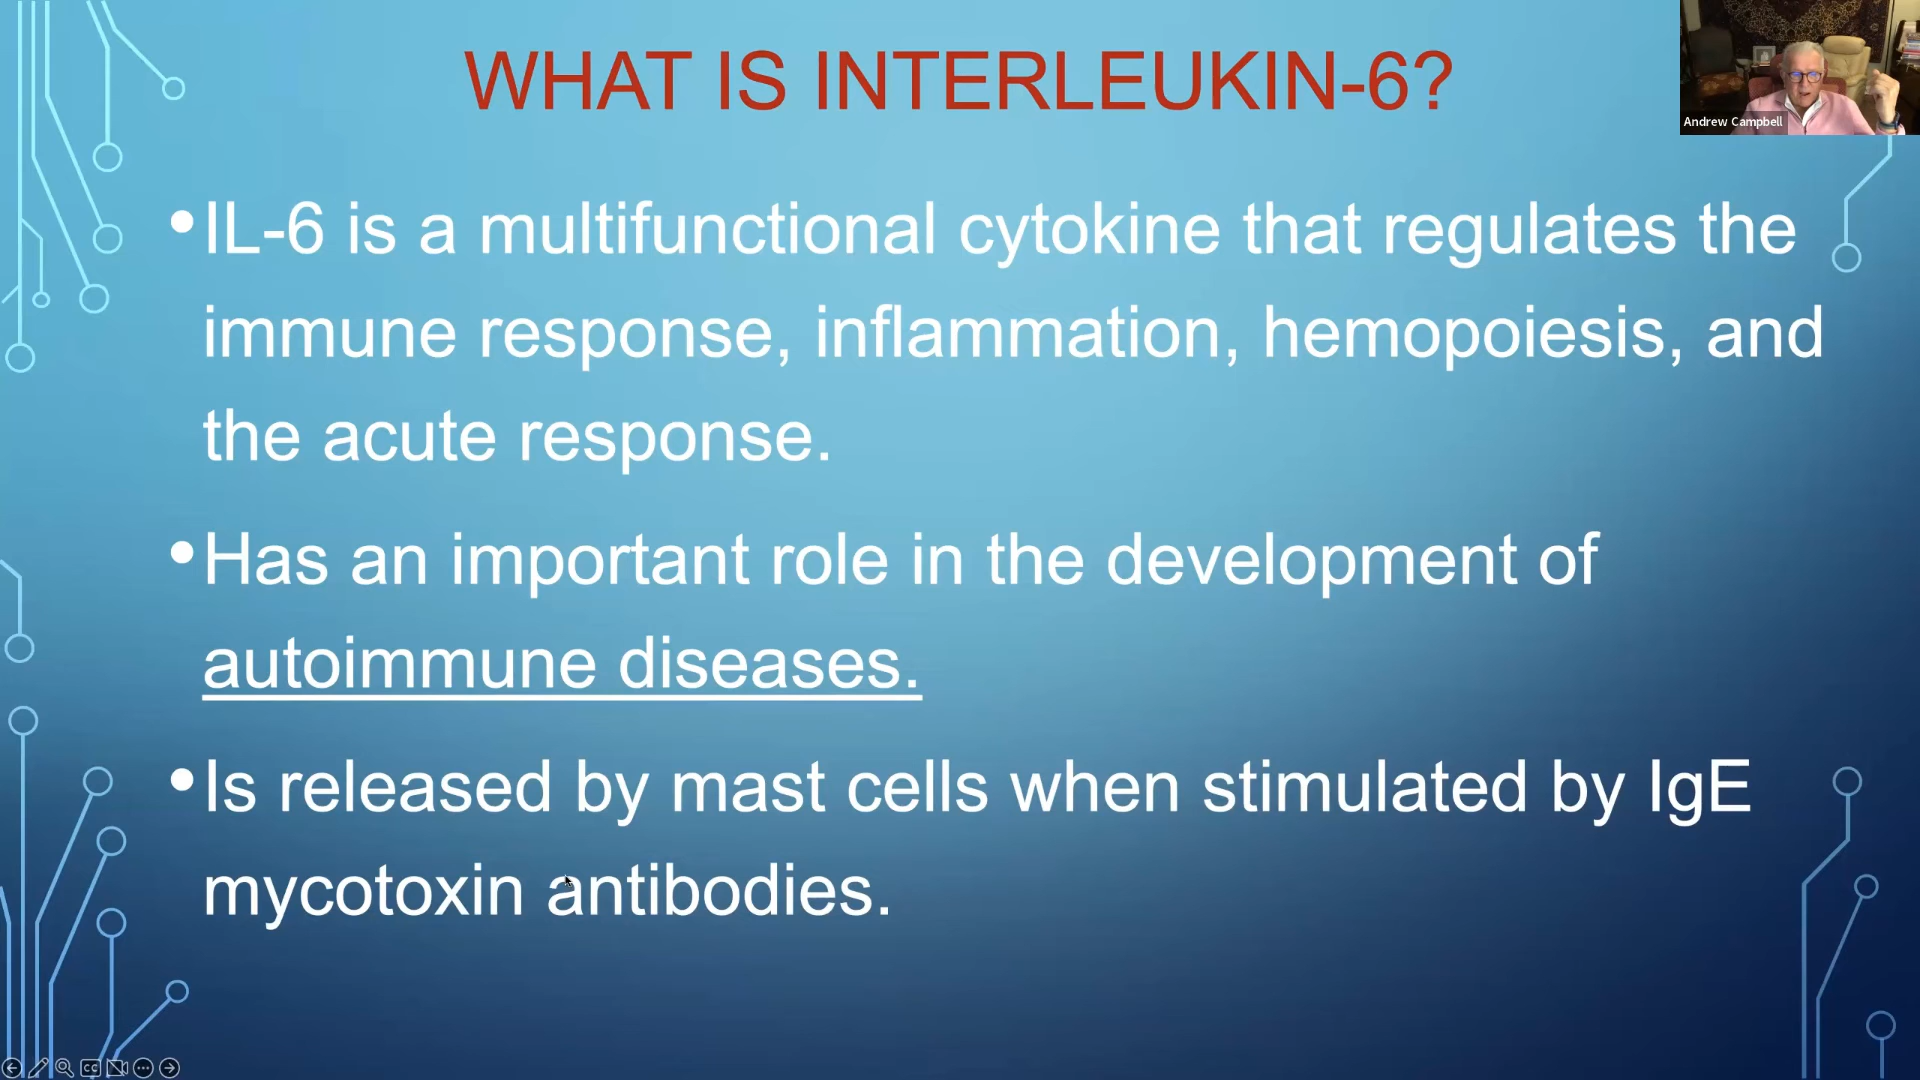 WHAT IS INTERLEUKIN-6?
Andrew Campbell
•IL-6 is a multifunctional cytokine that regulates the
immune response, inflammation, hemopoiesis, and
the acute response.
•Has an important role in the development of
autoimmune diseases.
•Is released by mast cells when stimulated by IgE
mycotoxin antibodies.
CC